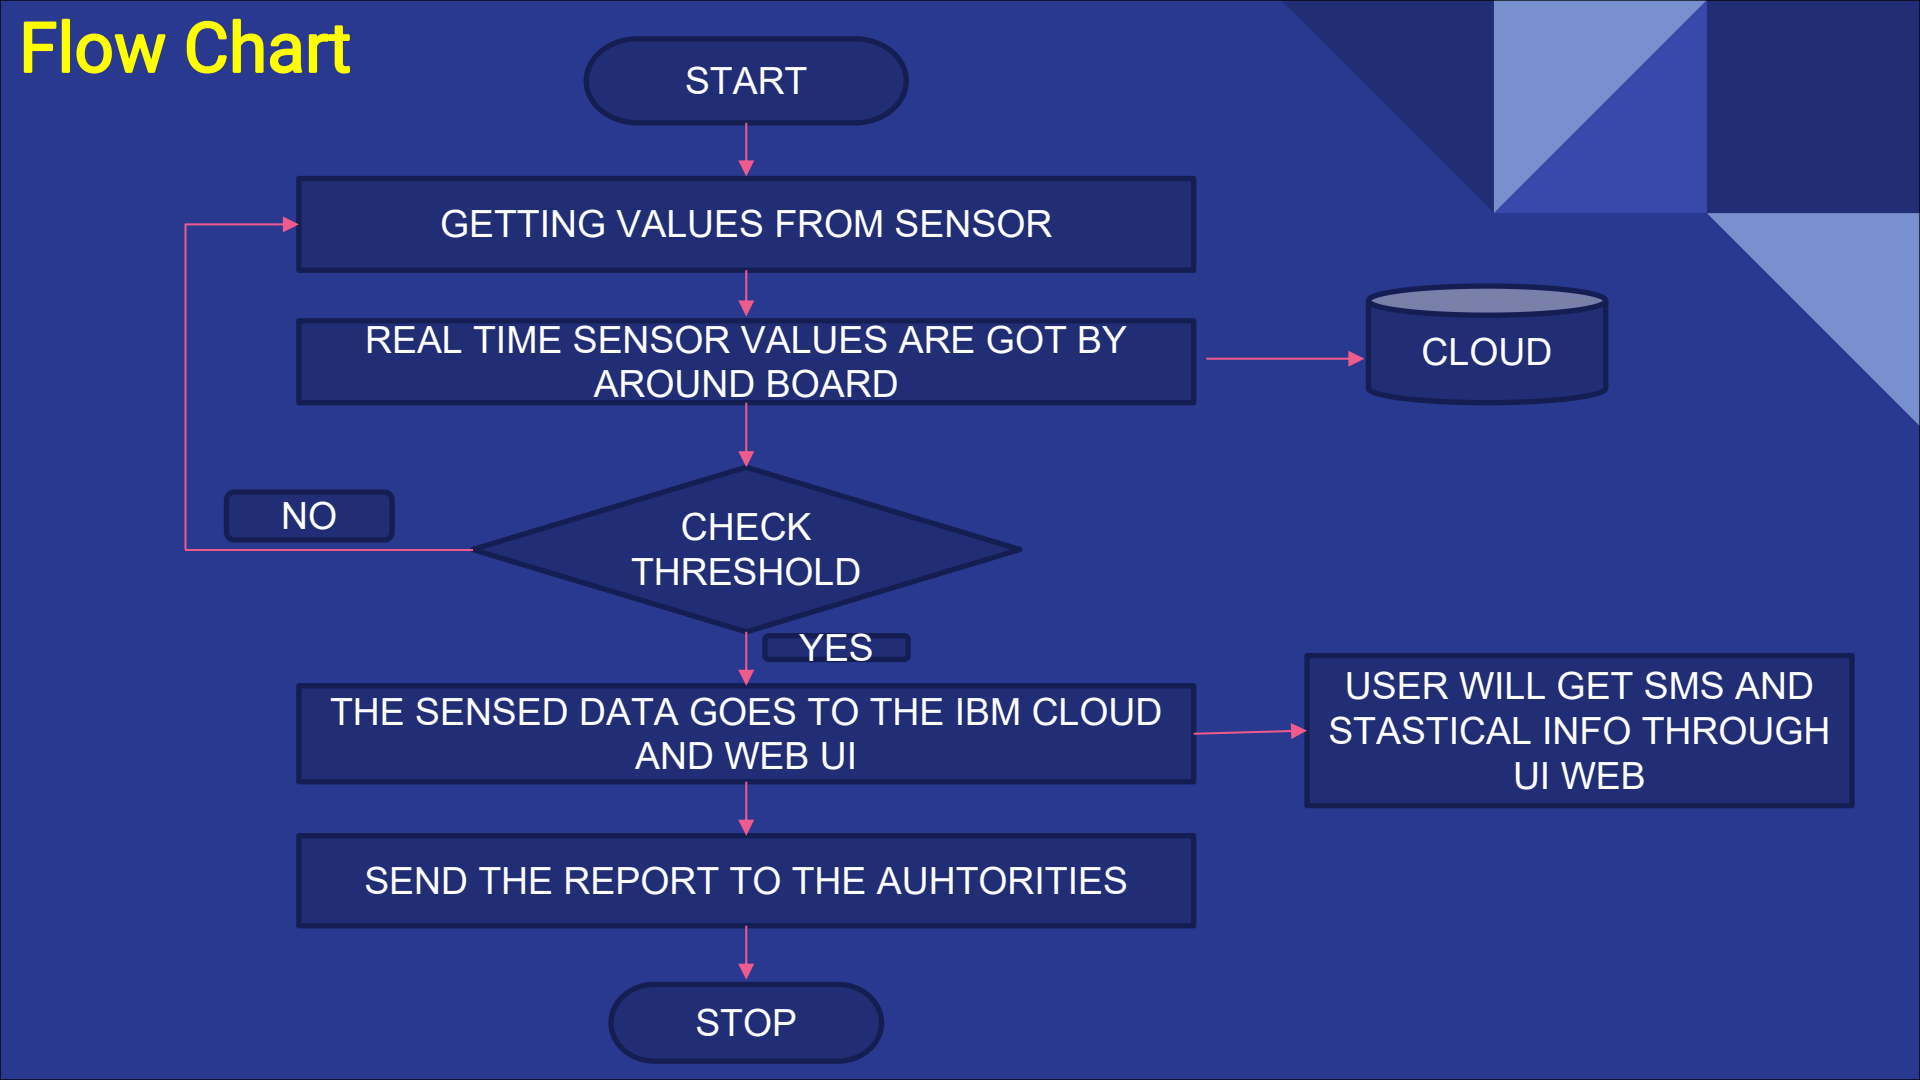 Flow Chart
START
GETTING VALUES FROM SENSOR
REAL TIME SENSOR VALUES ARE GOT BY
AROUND BOARD
CLOUD
NO
CHECK
THRESHOLD
YES
THE SENSED DATA GOES TO THE IBM CLOUD
AND WEB UI
USER WILL GET SMS AND
STASTICAL INFO THROUGH
UI WEB
SEND THE REPORT TO THE AUHTORITIES
STOP